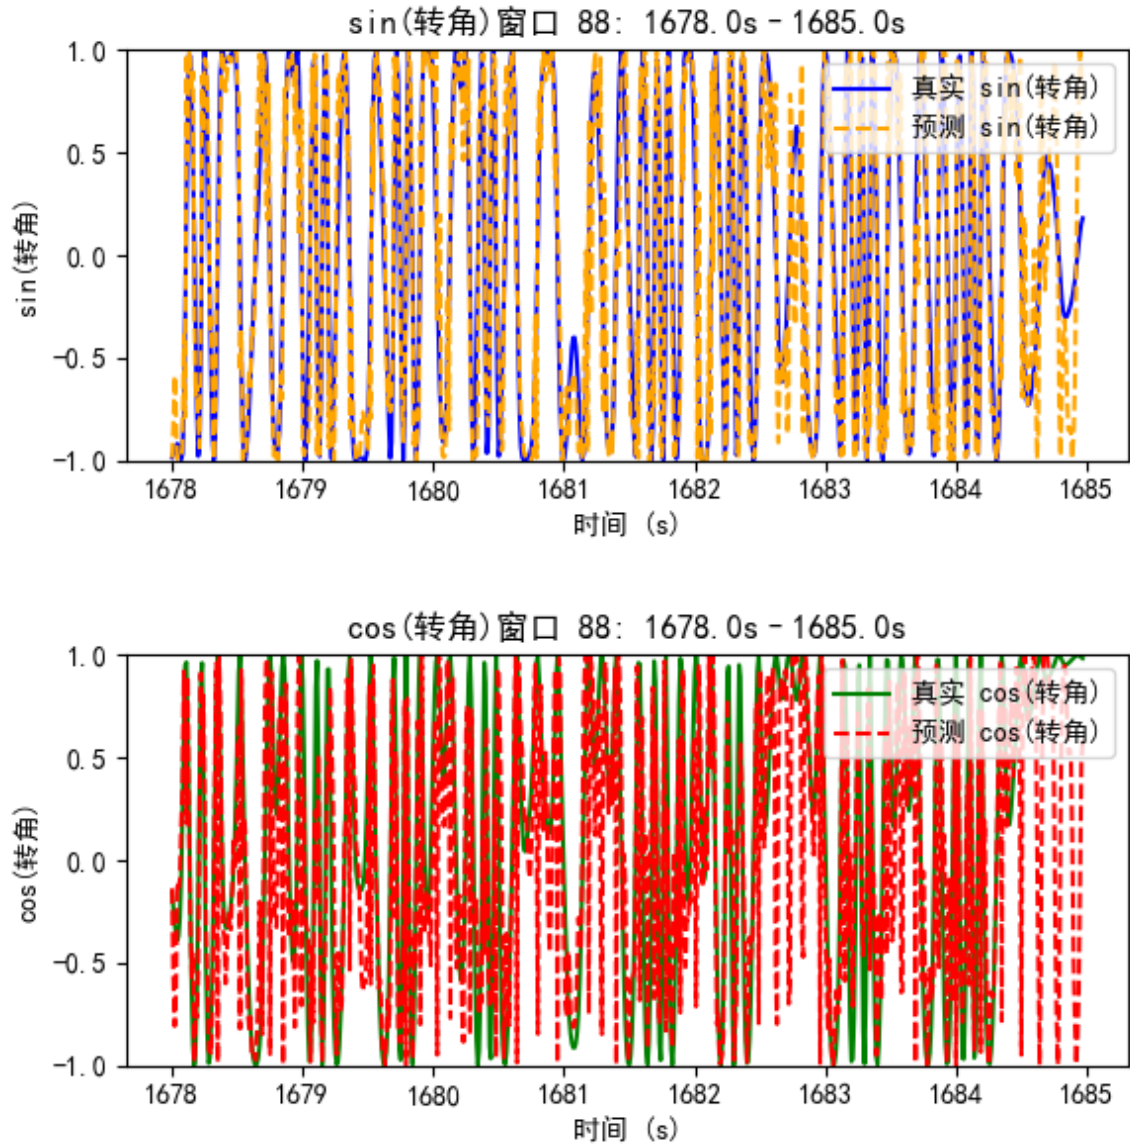 sin(转角)窗口 88: 1678.0s-1685.0s
1.0
0.5
0.0
-0.5
-1.0
sin(转角)
真实 sin(转角)
预测 sin(转角)
1678 1679 1680 1681 1682 1683 1684 1685
时间 (s)
cos(转角)窗口 88: 1678.0s-1685.0s
1.0
0.5
0.0
-0.5
-1.0
cos(转角)
真实 cos(转角)
预测 cos(转角)
1678 1679 1680 1681 1682 1683 1684 1685
时间 (s)